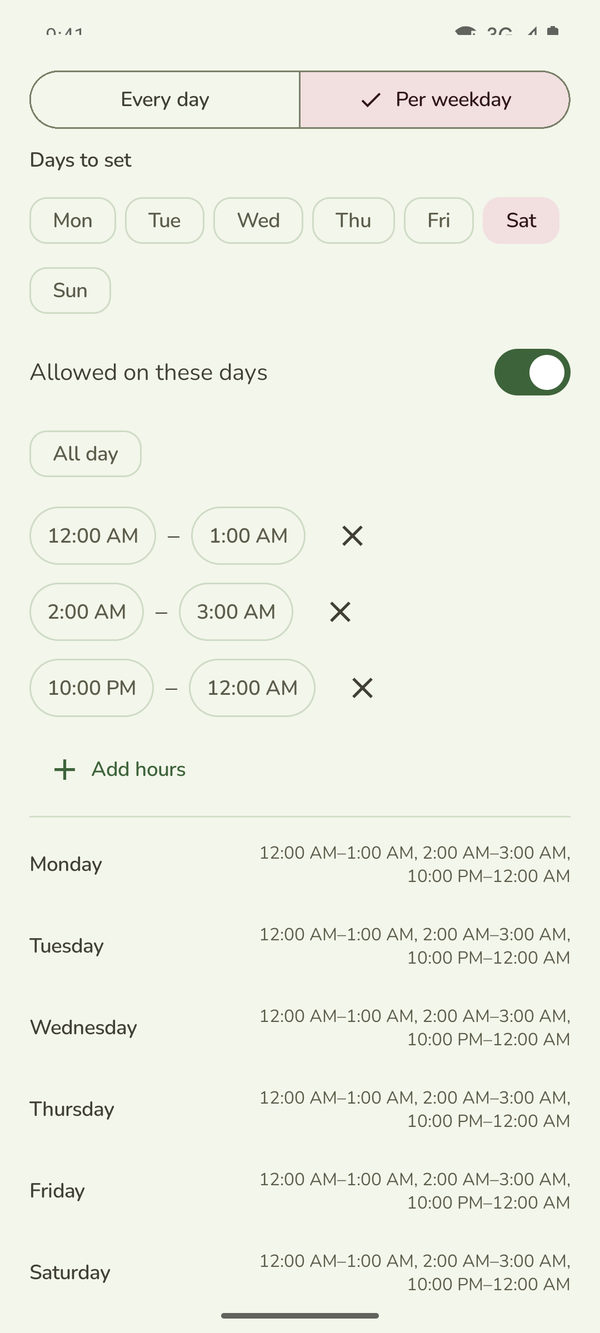 9:41 3G
Every day Per weekday
Days to set
Mon Tue Wed Thu Fri Sat
Sun
Allowed on these days
All day
12:00 AM – 1:00 AM
2:00 AM – 3:00 AM
10:00 PM – 12:00 AM
Add hours
Monday 12:00 AM–1:00 AM, 2:00 AM–3:00 AM,
10:00 PM–12:00 AM
Tuesday 12:00 AM–1:00 AM, 2:00 AM–3:00 AM,
10:00 PM–12:00 AM
Wednesday 12:00 AM–1:00 AM, 2:00 AM–3:00 AM,
10:00 PM–12:00 AM
Thursday 12:00 AM–1:00 AM, 2:00 AM–3:00 AM,
10:00 PM–12:00 AM
Friday 12:00 AM–1:00 AM, 2:00 AM–3:00 AM,
10:00 PM–12:00 AM
Saturday 12:00 AM–1:00 AM, 2:00 AM–3:00 AM,
10:00 PM–12:00 AM